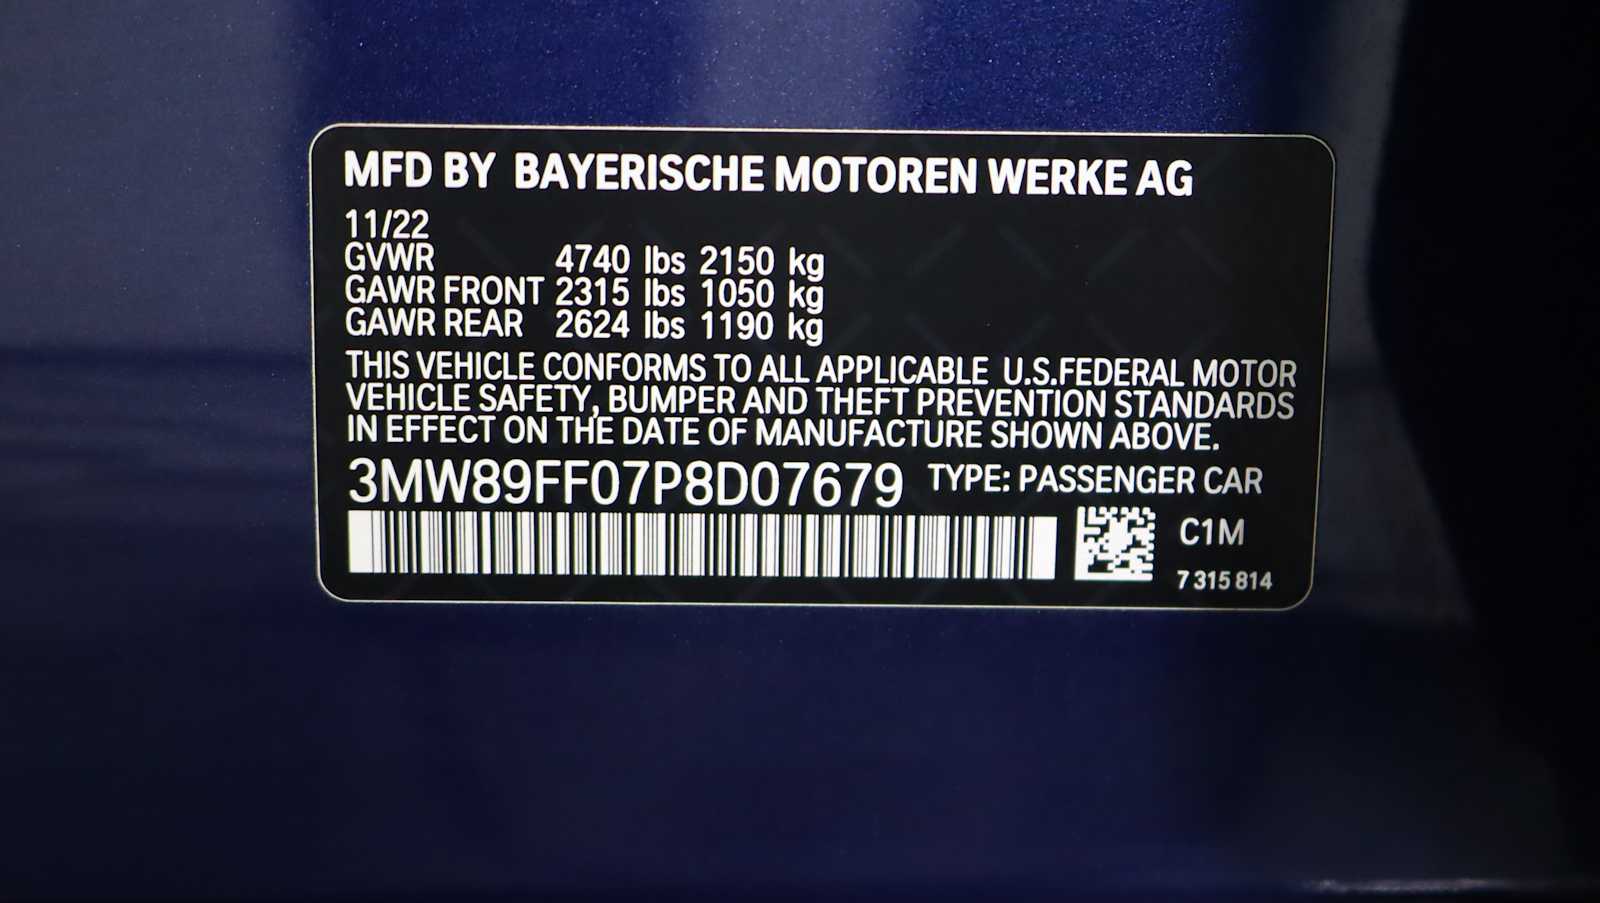 MFD BY BAYERISCHE MOTOREN WERKE AG
11/22
GVWR 4740 lbs 2150 kg
GAWR FRONT 2315 lbs 1050 kg
GAWR REAR 2624 lbs 1190 kg
THIS VEHICLE CONFORMS TO ALL APPLICABLE U.S.FEDERAL MOTOR
VEHICLE SAFETY, BUMPER AND THEFT PREVENTION STANDARDS
IN EFFECT ON THE DATE OF MANUFACTURE SHOWN ABOVE.
3MW89FF07P8D07679 TYPE: PASSENGER CAR
C1M
7 315 814